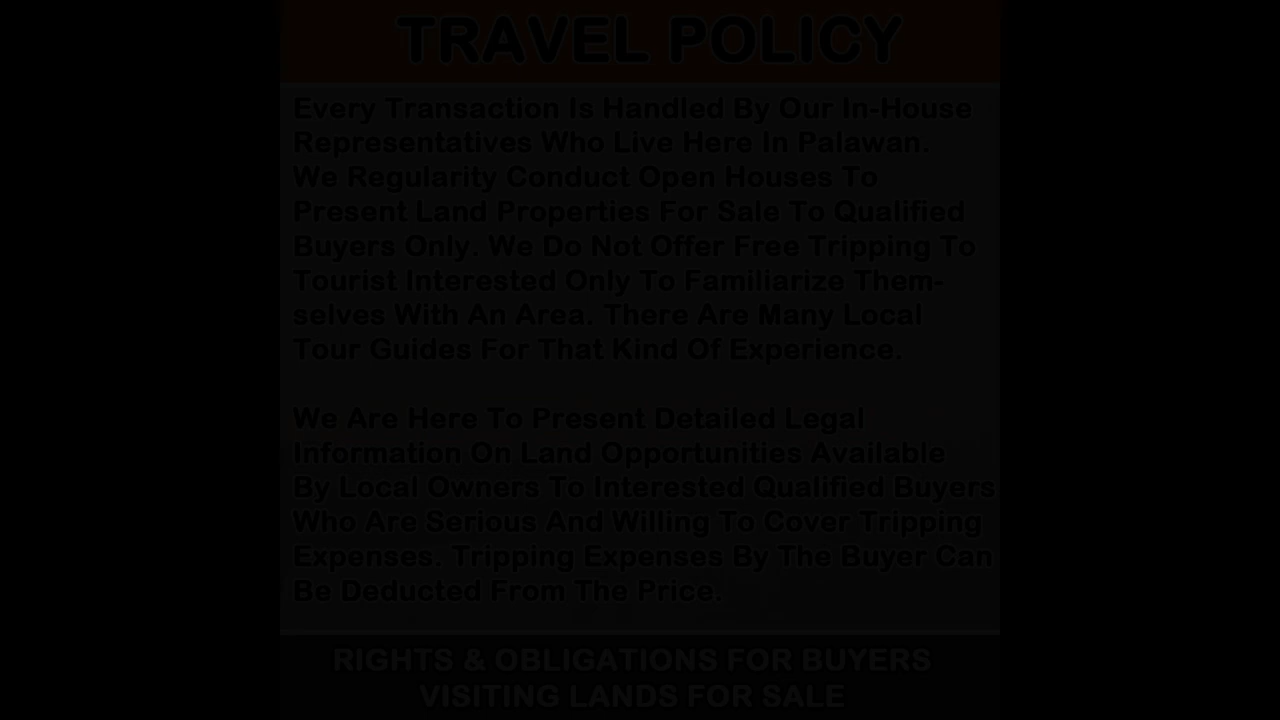 TRAVEL POLICY
Every Transaction Is Handled By Our In-House
Representatives Who Live Here In Palawan.
We Regularity Conduct Open Houses To
Present Land Properties For Sale To Qualified
Buyers Only. We Do Not Offer Free Tripping To
Tourist Interested Only To Familiarize Them-
selves With An Area. There Are Many Local
Tour Guides For That Kind Of Experience.
We Are Here To Present Detailed Legal
Information On Land Opportunities Available
By Local Owners To Interested Qualified Buyers
Who Are Serious And Willing To Cover Tripping
Expenses. Tripping Expenses By The Buyer Can
Be Deducted From The Price.
RIGHTS & OBLIGATIONS FOR BUYERS
VISITING LANDS FOR SALE